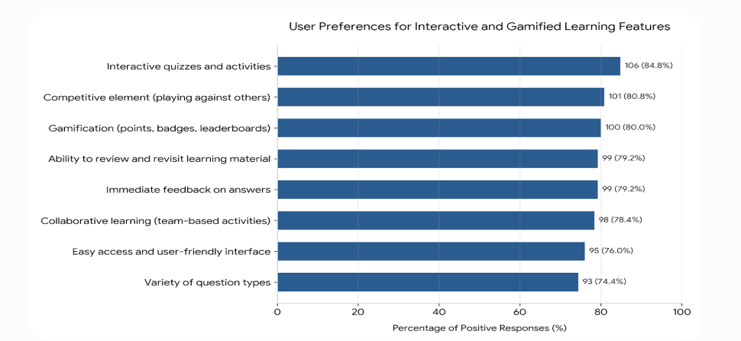 User Preferences for Interactive and Gamified Learning Features
Interactive quizzes and activities 106 (84.8%)
Competitive element (playing against others) 101 (80.8%)
Gamification (points, badges, leaderboards) 100 (80.0%)
Ability to review and revisit learning material 99 (79.2%)
Immediate feedback on answers 99 (79.2%)
Collaborative learning (team-based activities) 98 (78.4%)
Easy access and user-friendly interface 95 (76.0%)
Variety of question types 93 (74.4%)
0 20 40 60 80 100
Percentage of Positive Responses (%)